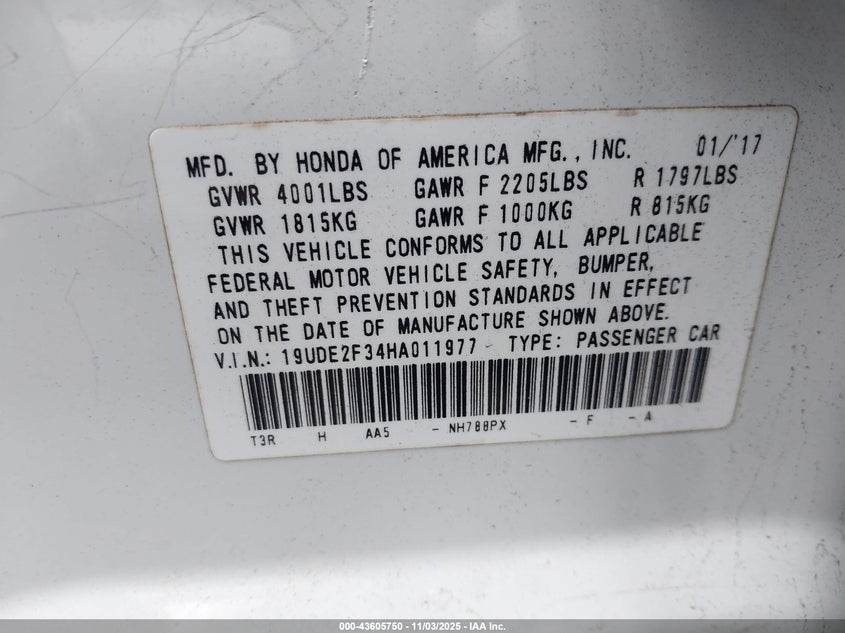 MFD. BY HONDA OF AMERICA MFG., INC. 01/'17
GVWR 4001LBS GAWR F 2205LBS R 1797LBS
GVWR 1815KG GAWR F 1000KG R 815KG
THIS VEHICLE CONFORMS TO ALL APPLICABLE
FEDERAL MOTOR VEHICLE SAFETY, BUMPER,
AND THEFT PREVENTION STANDARDS IN EFFECT
ON THE DATE OF MANUFACTURE SHOWN ABOVE.
V.I.N.: 19UDE2F34HA011977 TYPE: PASSENGER CAR
T3R H AA5 - NH788PX - F - A
000-43605750 - 11/03/2025 - IAA Inc.